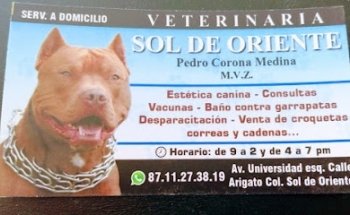 SERV. A DOMICILIO
VETERINARIA
SOL DE ORIENTE
Pedro Corona Medina
M.V.Z.
Estética canina - Consultas
Vacunas - Baño contra garrapatas
Desparacitación - Venta de croquetas
correas y cadenas...
Horario: de 9 a 2 y de 4 a 7 pm
87.11.27.38.19
Av. Universidad esq. Calle
Arigato Col. Sol de Oriente